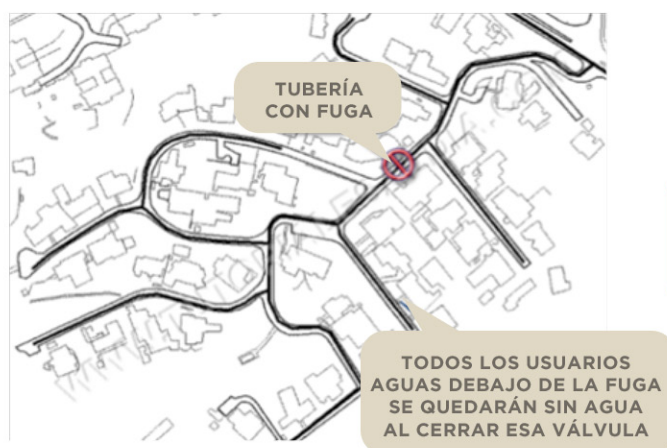 TUBERÍA
CON FUGA
TODOS LOS USUARIOS
AGUAS DEBAJO DE LA FUGA
SE QUEDARÁN SIN AGUA
AL CERRAR ESA VÁLVULA